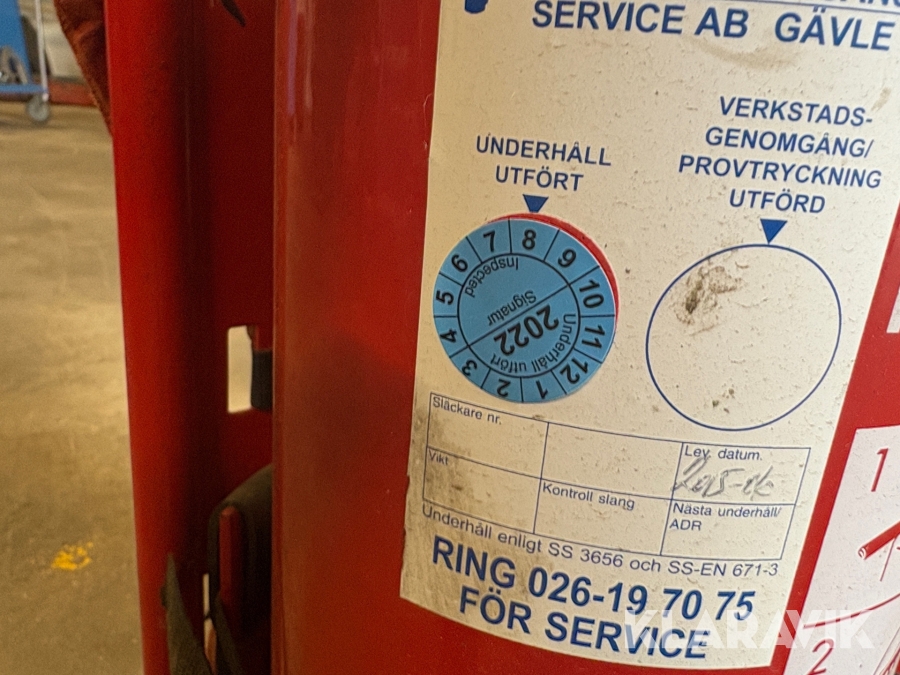 SERVICE AB GÄVLE
UNDERHÅLL
UTFÖRT
VERKSTADS-
GENOMGÅNG/
PROVTRYCKNING
UTFÖRD
1 2 3 4 5 6 7 8 9 10 11 12
Inspected
Signatur
2022
Underhåll utfört
Släckare nr.
Lev. datum.
Vikt
Kontroll slang
Nästa underhåll/
ADR
Underhåll enligt SS 3656 och SS-EN 671-3
RING 026-19 70 75
FÖR SERVICE
1
2
KLARAVIK